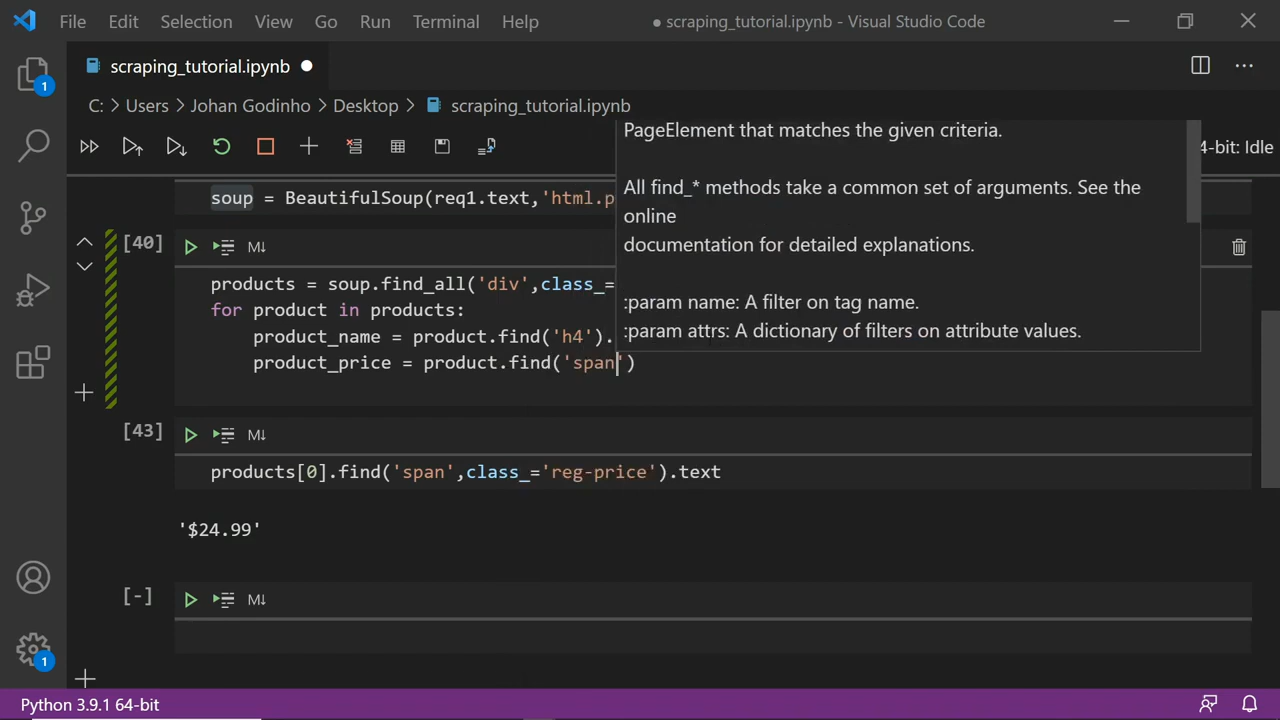 File Edit Selection View Go Run Terminal Help ● scraping_tutorial.ipynb - Visual Studio Code
1
scraping_tutorial.ipynb ●
C: > Users > Johan Godinho > Desktop > scraping_tutorial.ipynb
4-bit: Idle
PageElement that matches the given criteria.
All find_* methods take a common set of arguments. See the
online
documentation for detailed explanations.
:param name: A filter on tag name.
:param attrs: A dictionary of filters on attribute values.
soup = BeautifulSoup(req1.text,'html.p
[40] M↓
products = soup.find_all('div',class_=
for product in products:
product_name = product.find('h4').
product_price = product.find('span')
[43] M↓
products[0].find('span',class_='reg-price').text
'$24.99'
[-] M↓
1
Python 3.9.1 64-bit